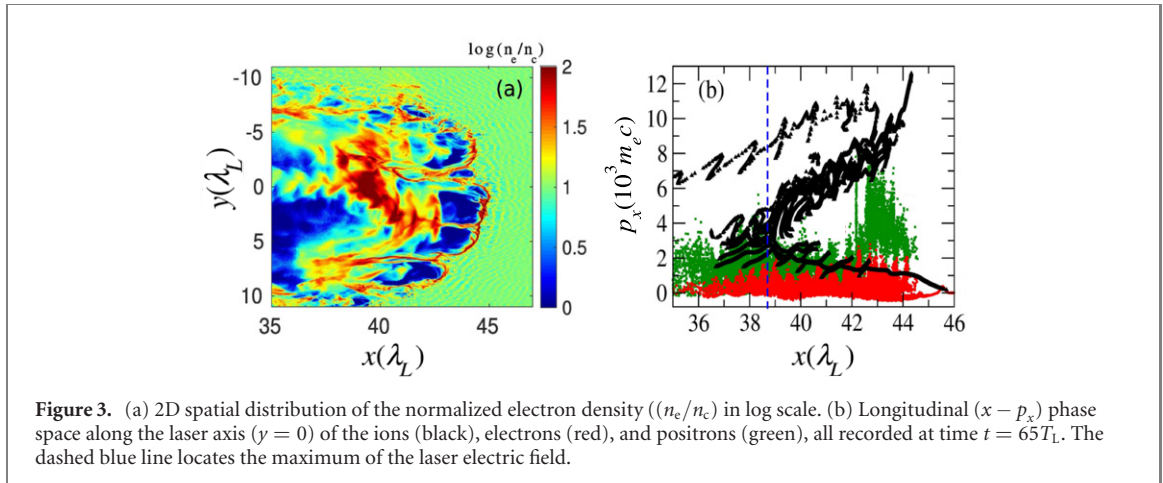 log(n_e/n_c)
(a)
-10
-5
0
5
10
y(λ_L)
35
40
45
x(λ_L)
2
1.5
1
0.5
0
(b)
12
10
8
6
4
2
0
p_x(10^3 m_e c)
36
38
40
42
44
46
x(λ_L)
Figure 3. (a) 2D spatial distribution of the normalized electron density ((n_e/n_c) in log scale. (b) Longitudinal (x − p_x) phase
space along the laser axis (y = 0) of the ions (black), electrons (red), and positrons (green), all recorded at time t = 65T_L. The
dashed blue line locates the maximum of the laser electric field.